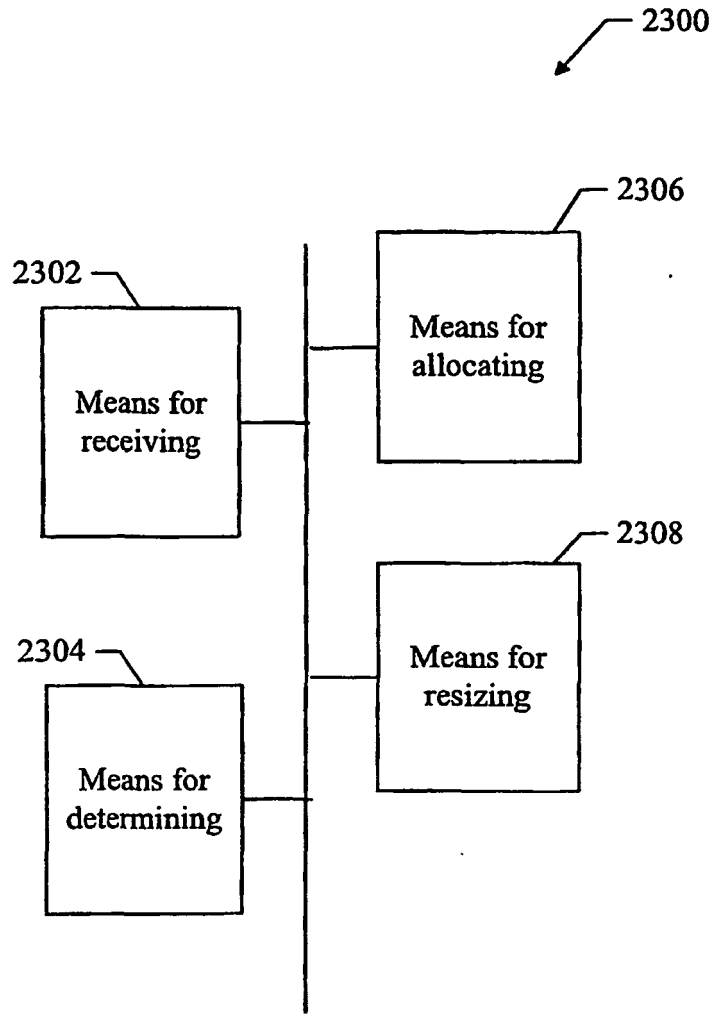 2300
2306
2302
Means for
allocating
Means for
receiving
2308
2304
Means for
resizing
Means for
determining